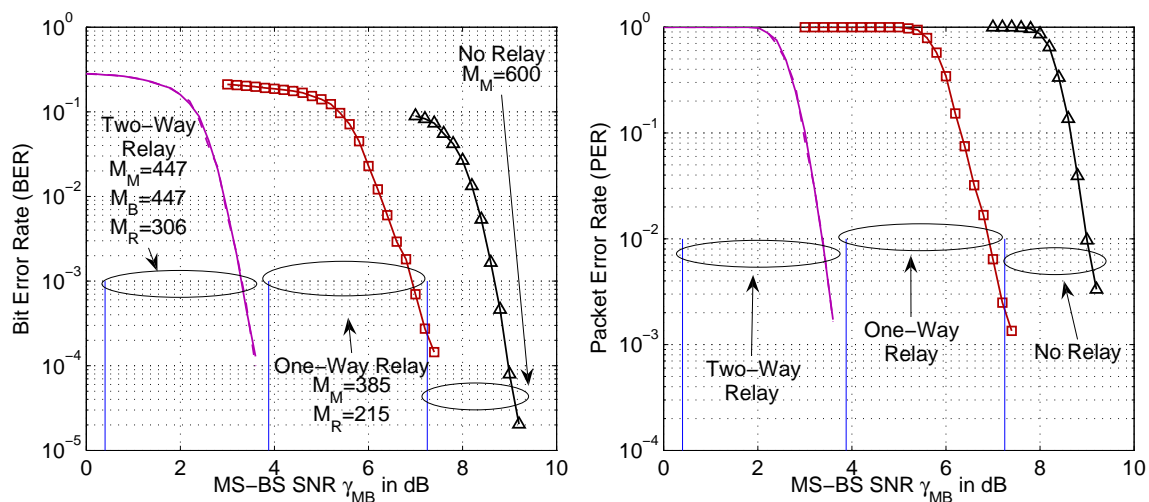 10^0
10^-1
10^-2
10^-3
10^-4
10^-5
Bit Error Rate (BER)
0 2 4 6 8 10
MS−BS SNR γ_MB in dB
No Relay
M_M=600
Two−Way
Relay
M_M=447
M_B=447
M_R=306
One−Way Relay
M_M=385
M_R=215
10^0
10^-1
10^-2
10^-3
10^-4
Packet Error Rate (PER)
0 2 4 6 8 10
MS−BS SNR γ_MB in dB
Two−Way
Relay
One−Way
Relay
No Relay